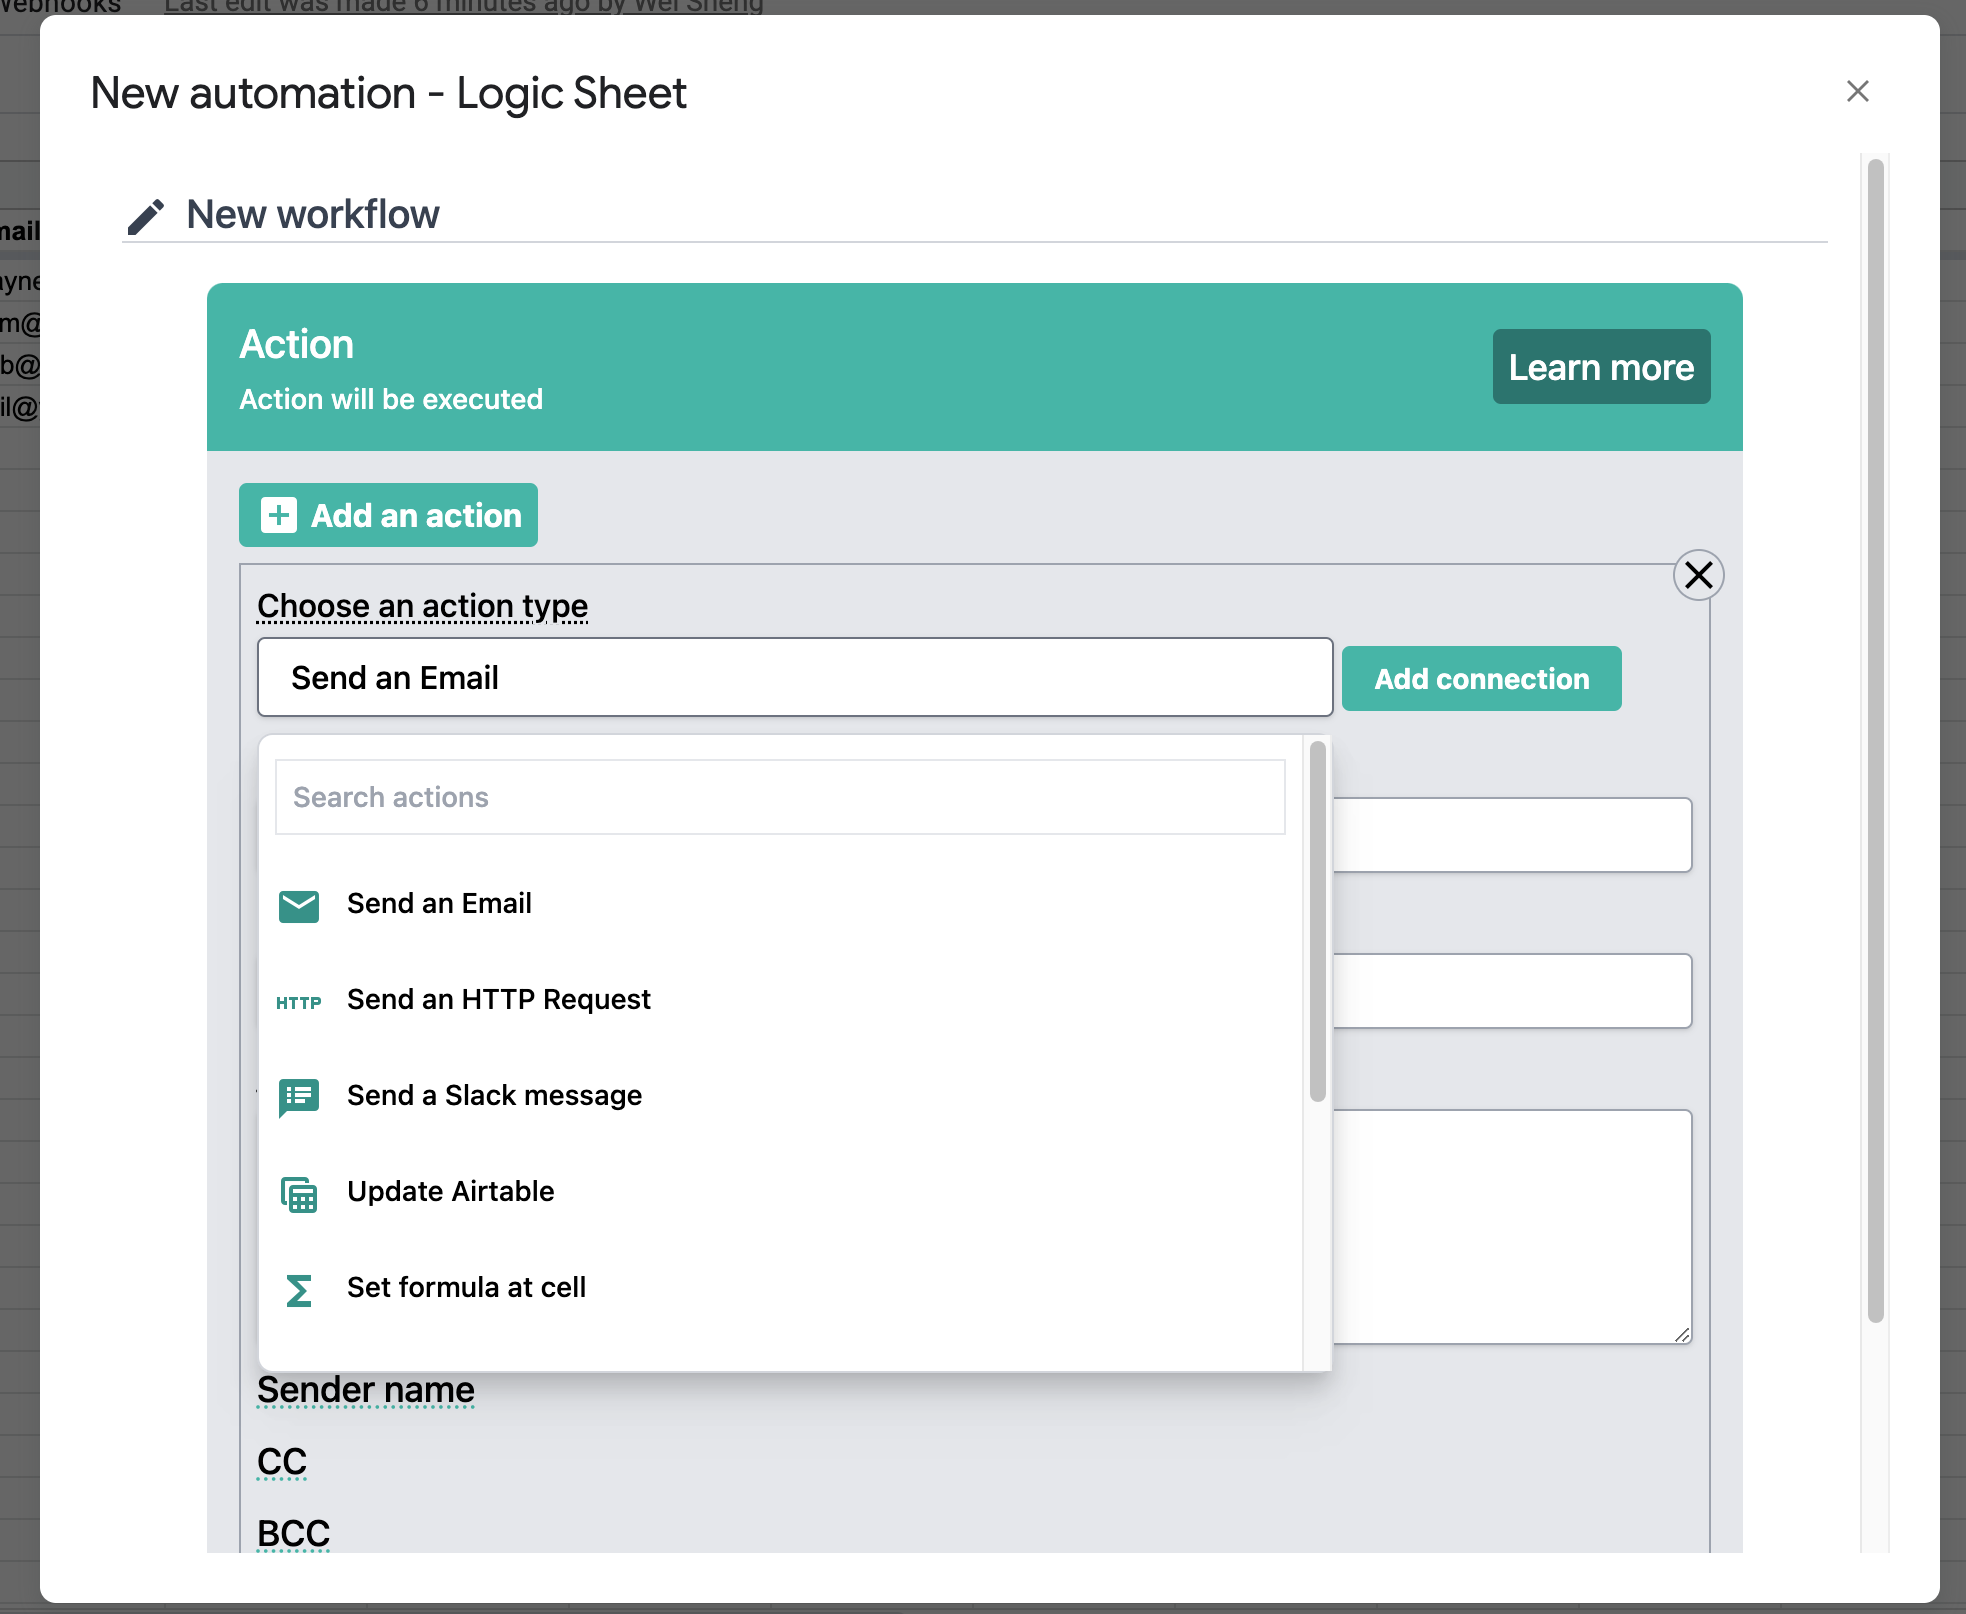 Last edit was made 6 minutes ago by Wei Sheng
New automation - Logic Sheet
New workflow
Action
Action will be executed
Learn more
Add an action
Choose an action type
Send an Email
Add connection
Search actions
Send an Email
HTTP Send an HTTP Request
Send a Slack message
Update Airtable
Set formula at cell
Sender name
CC
BCC